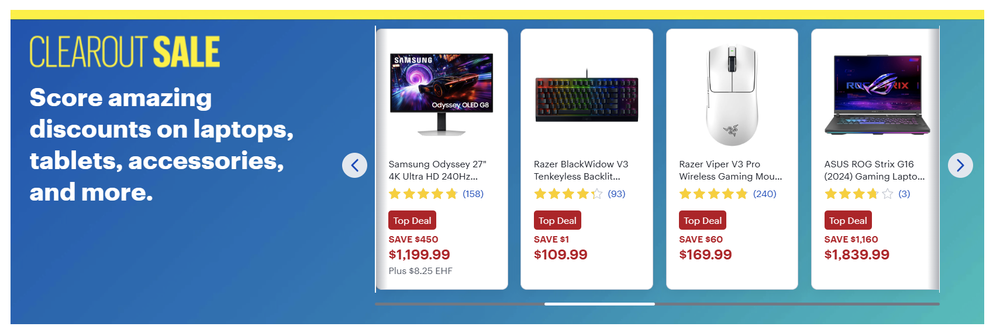 CLEAROUT SALE
Score amazing
discounts on laptops,
tablets, accessories,
and more.
SAMSUNG
Odyssey OLED G8
Samsung Odyssey 27"
4K Ultra HD 240Hz...
(158)
Top Deal
SAVE $450
$1,199.99
Plus $8.25 EHF
Razer BlackWidow V3
Tenkeyless Backlit...
(93)
Top Deal
SAVE $1
$109.99
Razer Viper V3 Pro
Wireless Gaming Mou...
(240)
Top Deal
SAVE $60
$169.99
ROG STRIX
ASUS ROG Strix G16
(2024) Gaming Lapto...
(3)
Top Deal
SAVE $1,160
$1,839.99